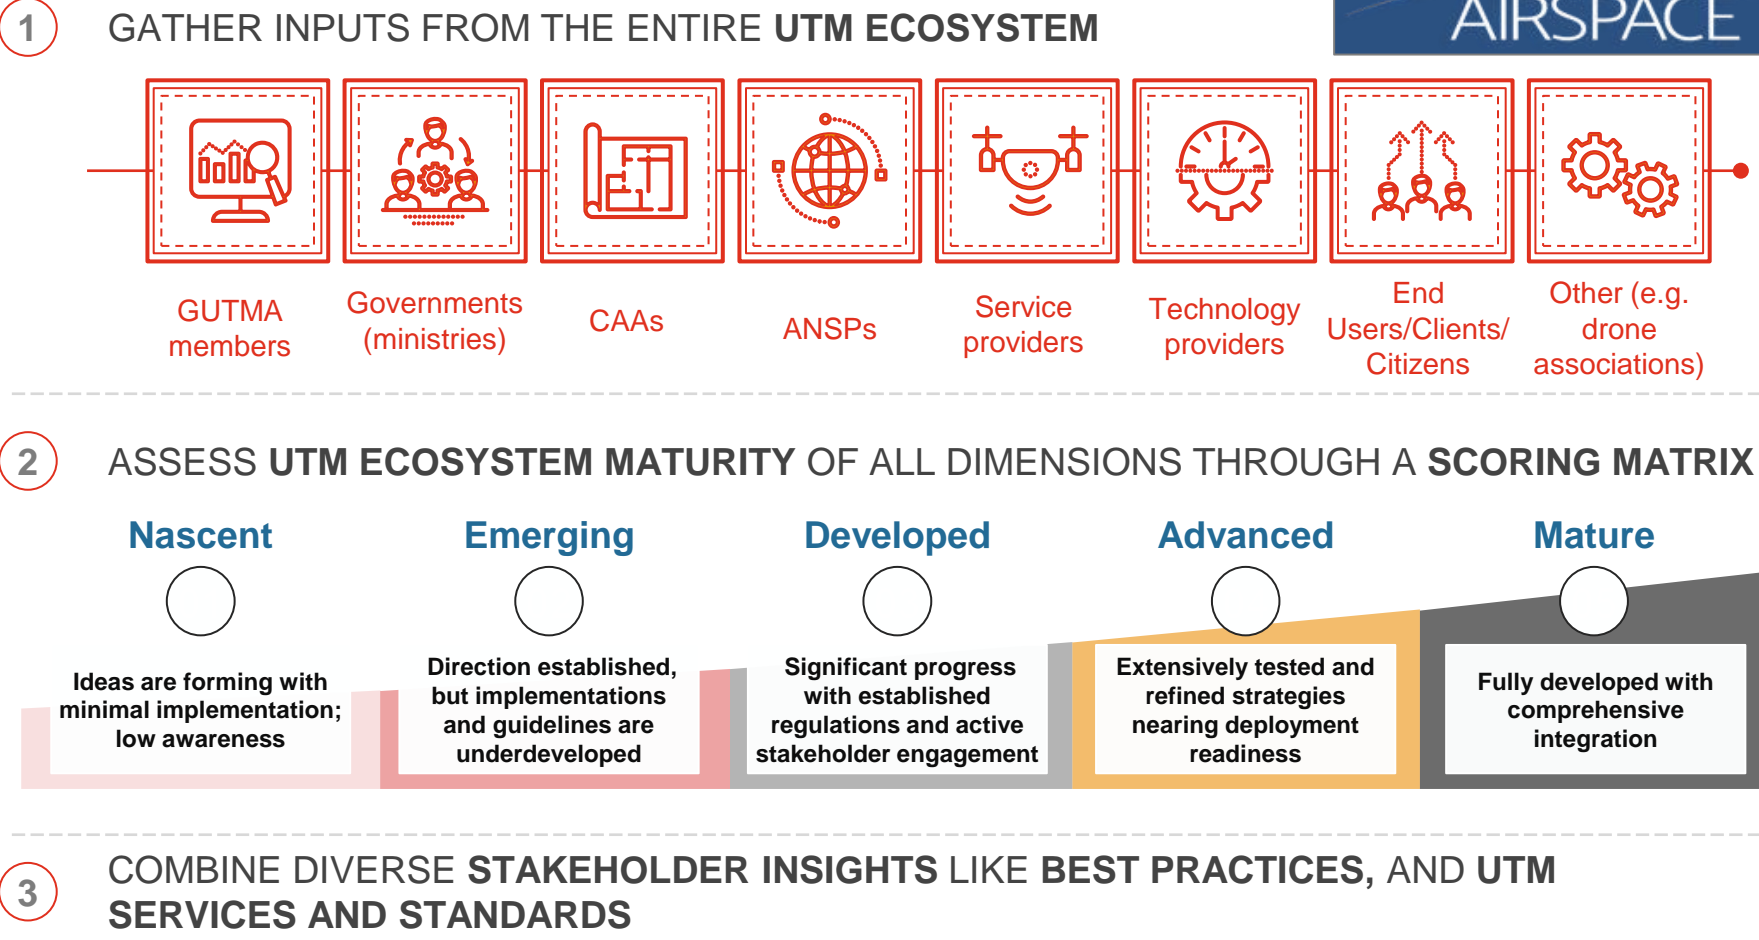 1
GATHER INPUTS FROM THE ENTIRE UTM ECOSYSTEM
AIRSPACE
GUTMA
members
Governments
(ministries)
CAAs
ANSPs
Service
providers
Technology
providers
End
Users/Clients/
Citizens
Other (e.g.
drone
associations)
2
ASSESS UTM ECOSYSTEM MATURITY OF ALL DIMENSIONS THROUGH A SCORING MATRIX
Nascent
Emerging
Developed
Advanced
Mature
Ideas are forming with
minimal implementation;
low awareness
Direction established,
but implementations
and guidelines are
underdeveloped
Significant progress
with established
regulations and active
stakeholder engagement
Extensively tested and
refined strategies
nearing deployment
readiness
Fully developed with
comprehensive
integration
3
COMBINE DIVERSE STAKEHOLDER INSIGHTS LIKE BEST PRACTICES, AND UTM
SERVICES AND STANDARDS